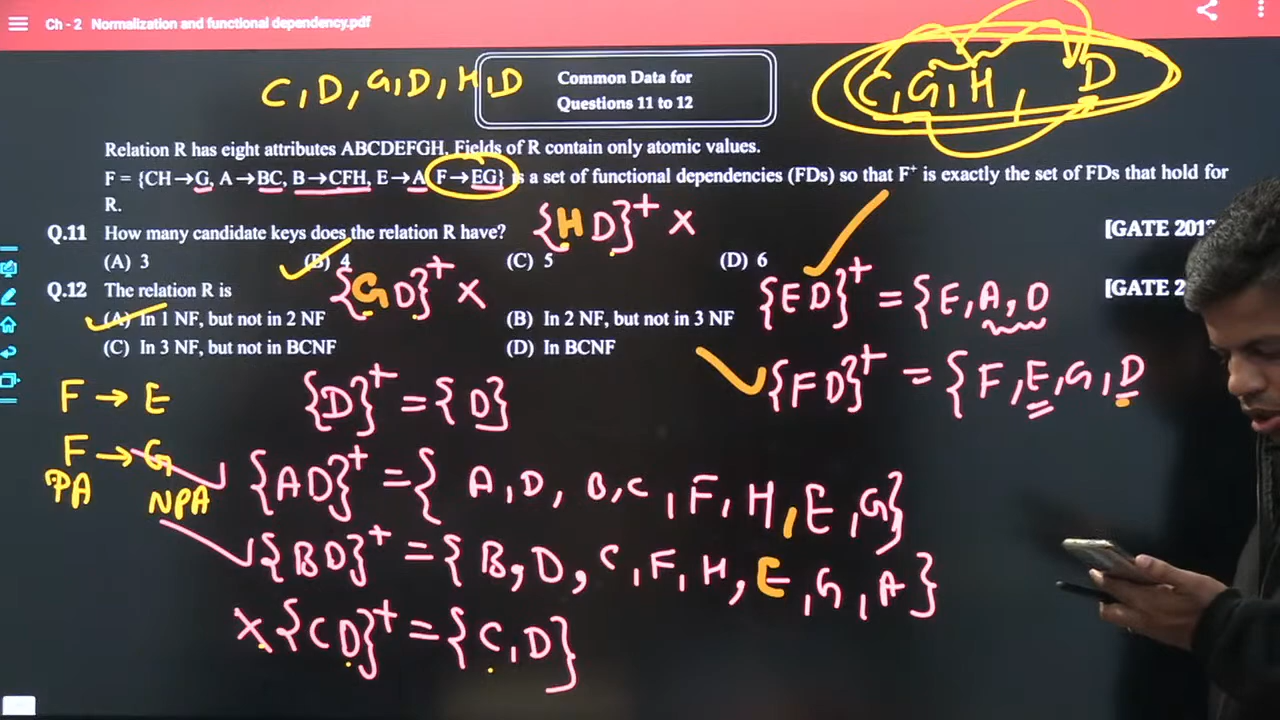 Ch - 2 Normalization and functional dependency.pdf
C,D, G,D, H,D
Common Data for
Questions 11 to 12
C,G,H, D
Relation R has eight attributes ABCDEFGH, Fields of R contain only atomic values.
F = {CH→G, A→BC, B→CFH, E→A F→EG} is a set of functional dependencies (FDs) so that F+ is exactly the set of FDs that hold for
R.
Q.11 How many candidate keys does the relation R have? [GATE 2013
{HD}+ ×
(A) 3 (B) 4 (C) 5 (D) 6
{GD}+ ×
{ED}+ = {E,A,D
Q.12 The relation R is [GATE 2
(A) In 1 NF, but not in 2 NF (B) In 2 NF, but not in 3 NF
(C) In 3 NF, but not in BCNF (D) In BCNF
F → E
{D}+ = {D}
{FD}+ = {F,E,G,D
F → G
PA NPA
{AD}+ = { A,D, B,C, F, H, E, G}
{BD}+ = {B,D, C, F, H, E, G, A}
×{CD}+ = {C,D}